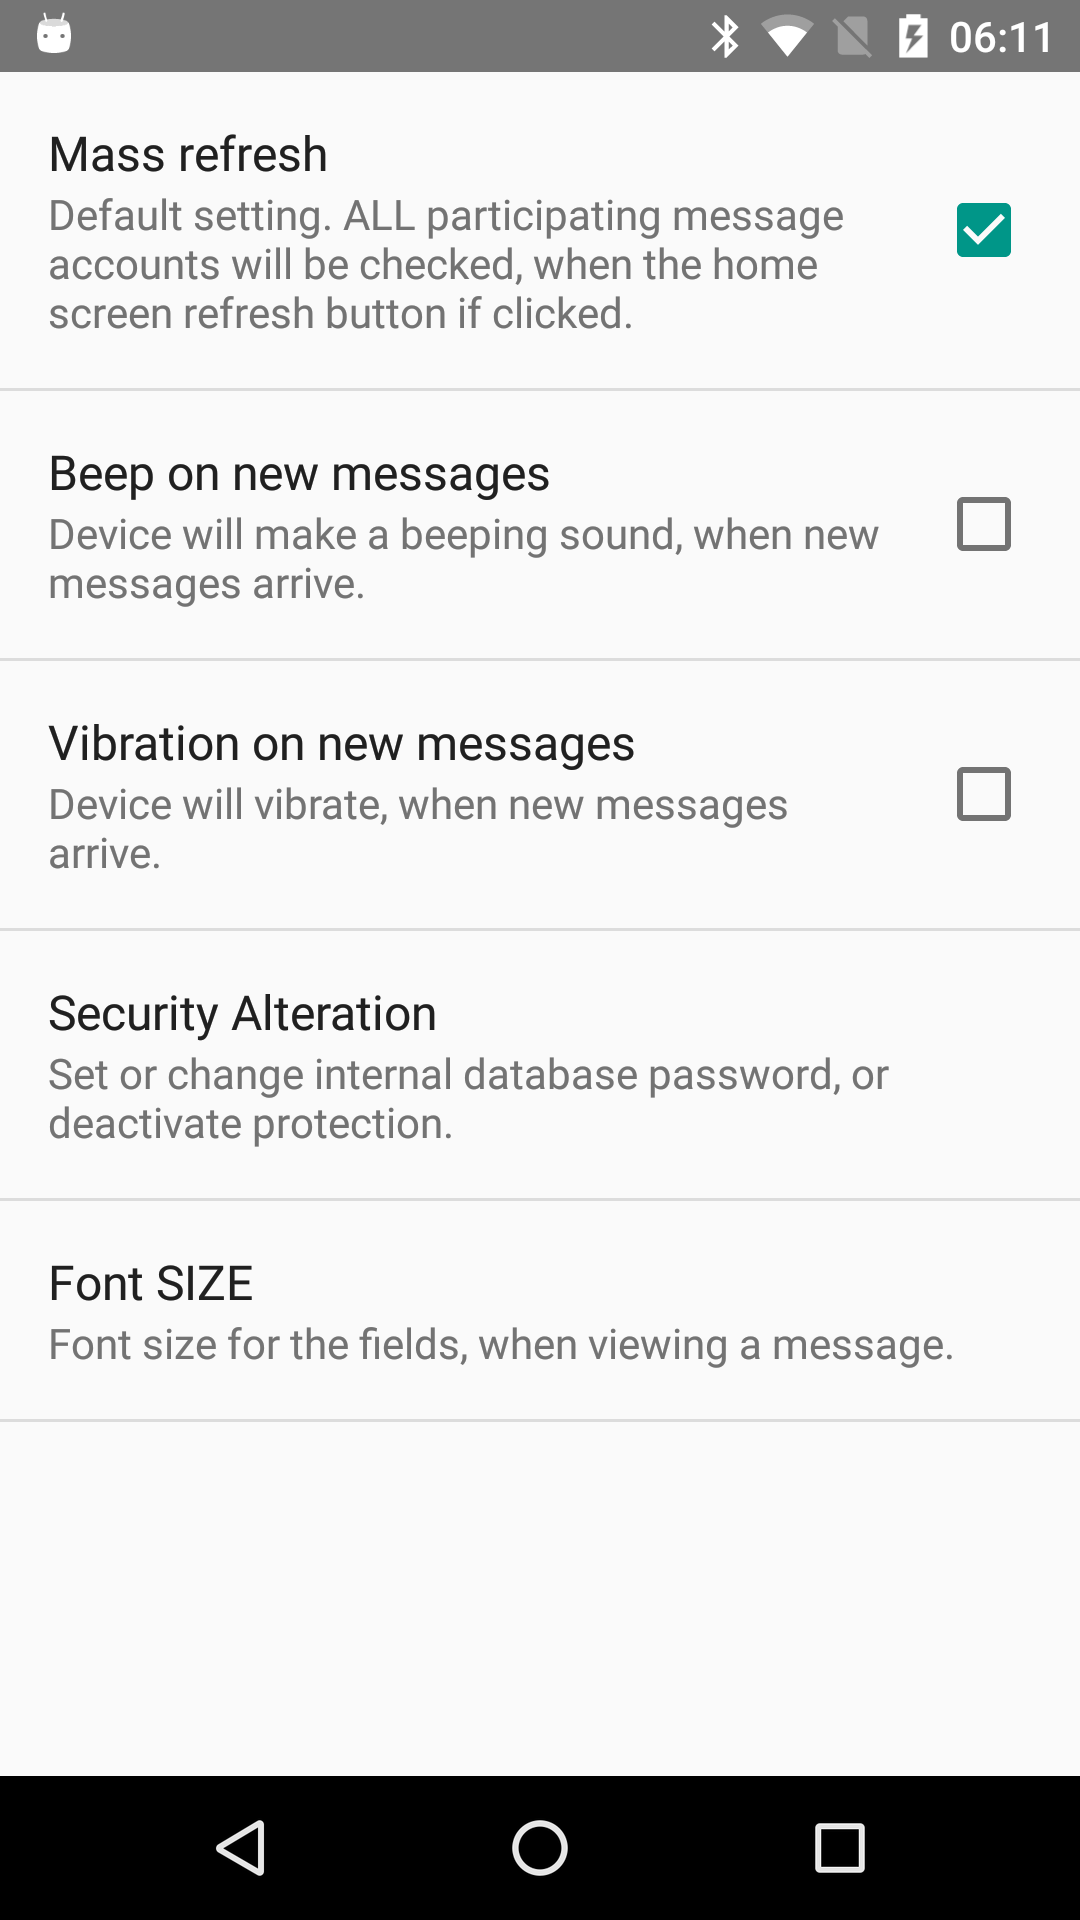 06:11
Mass refresh
Default setting. ALL participating message
accounts will be checked, when the home
screen refresh button if clicked.
Beep on new messages
Device will make a beeping sound, when new
messages arrive.
Vibration on new messages
Device will vibrate, when new messages
arrive.
Security Alteration
Set or change internal database password, or
deactivate protection.
Font SIZE
Font size for the fields, when viewing a message.